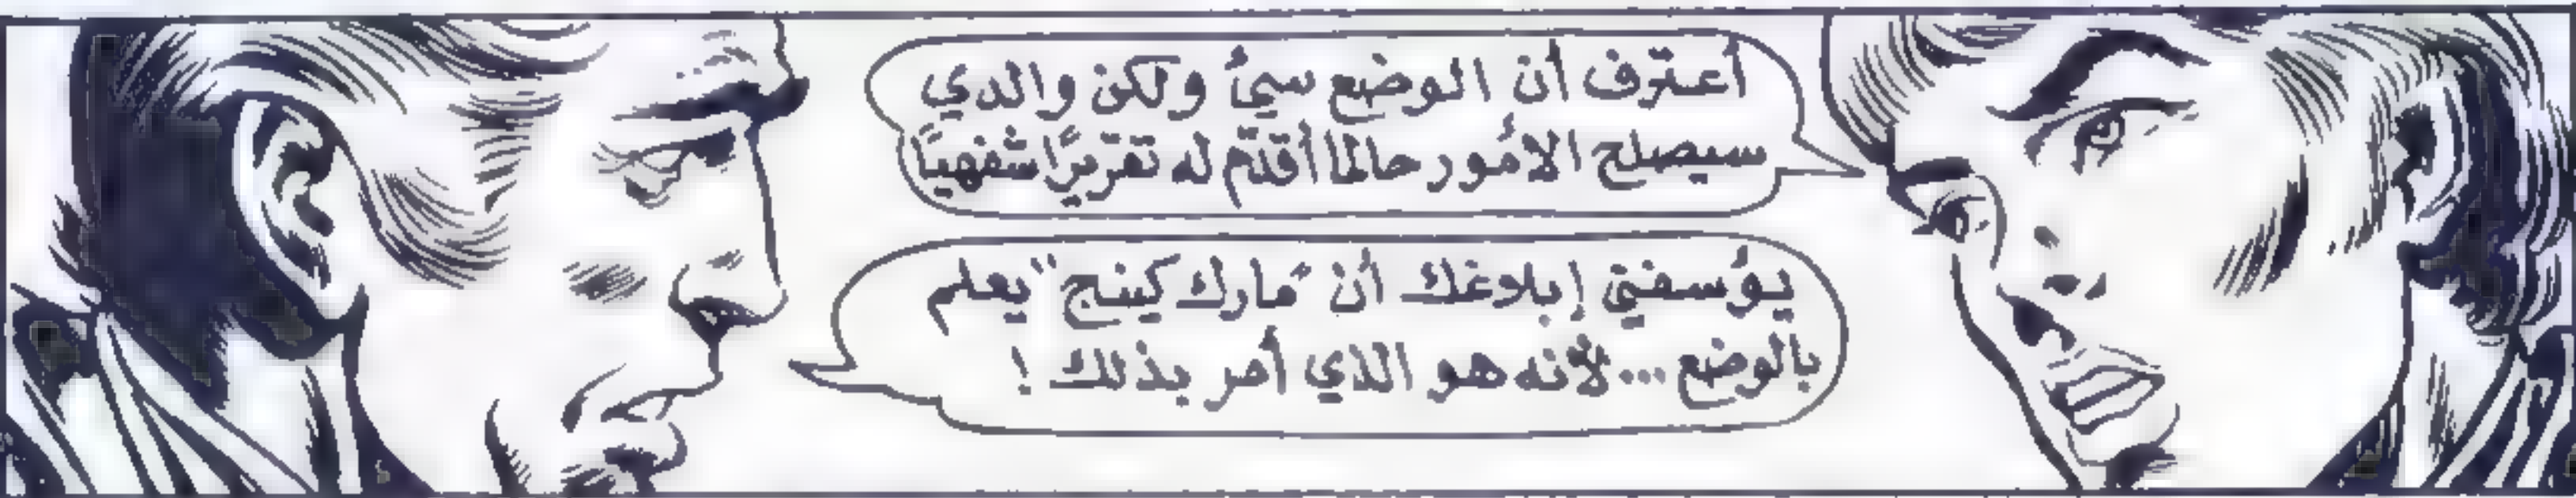 أعترف أن الوضع سيئ ولكن والدي
سيصلح الأمور حالما أقدّم له تقريرًا شفهيًا
يؤسفني إبلاغك أن "مارك كينج" يعلم
بالوضع... لأنه هو الذي أمر بذلك !